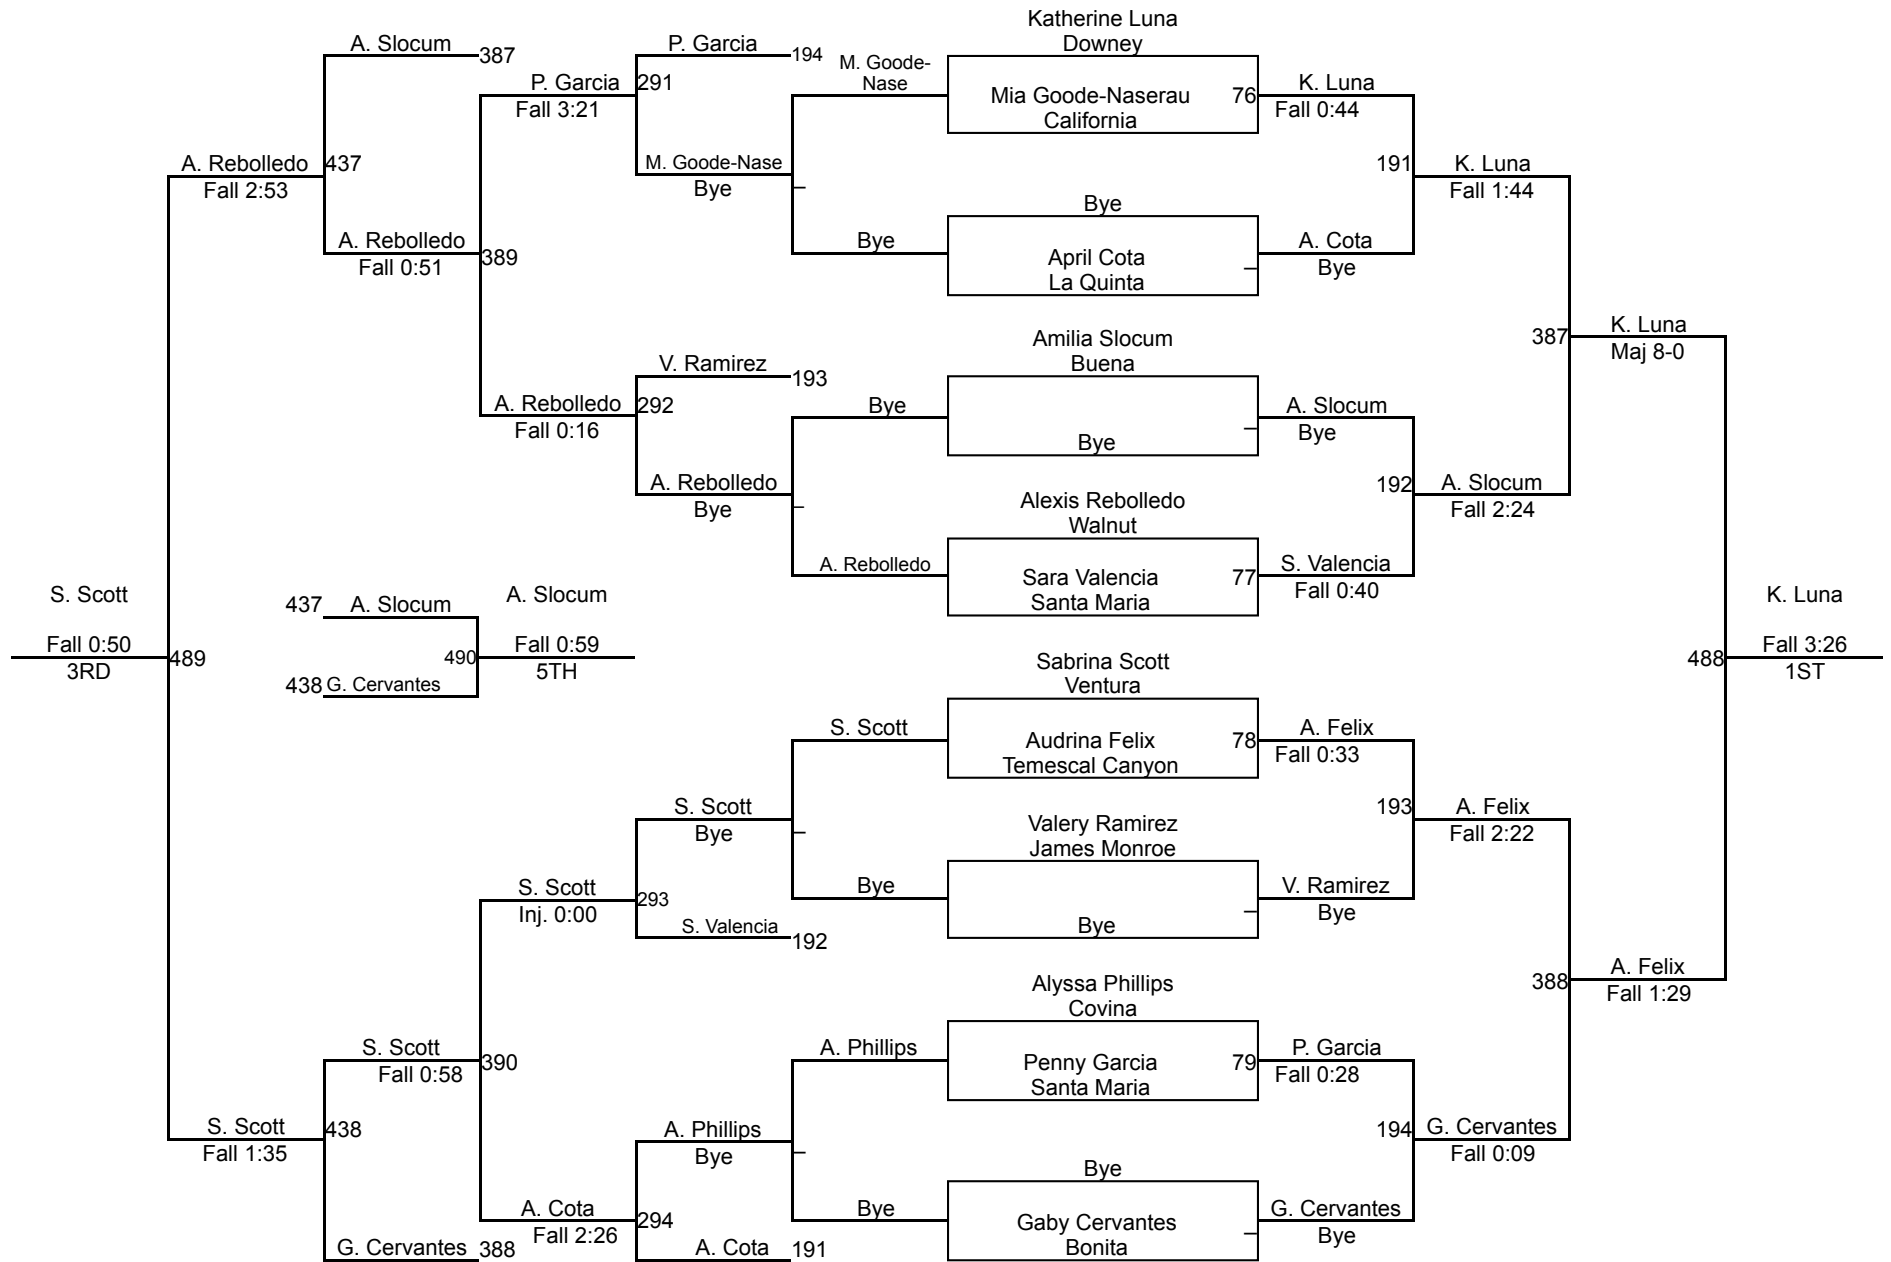 Katherine Luna
A. Slocum
387
P. Garcia
194
M. Goode-
Nase
Downey
P. Garcia
291
Fall 3:21
Mia Goode-Naserau
76
California
K. Luna
Fall 0:44
A. Rebolledo
437
Fall 2:53
M. Goode-Nase
Bye
191
K. Luna
Fall 1:44
Bye
A. Rebolledo
389
Fall 0:51
Bye
April Cota
La Quinta
A. Cota
Bye
Amilia Slocum
Buena
387
K. Luna
Maj 8-0
V. Ramirez
193
A. Rebolledo
292
Fall 0:16
Bye
Bye
A. Slocum
Bye
A. Rebolledo
Bye
Alexis Rebolledo
Walnut
192
A. Slocum
Fall 2:24
A. Rebolledo
Sara Valencia
77
Santa Maria
S. Valencia
Fall 0:40
S. Scott
Fall 0:50
3RD
489
437
A. Slocum
438
G. Cervantes
490
A. Slocum
Fall 0:59
5TH
K. Luna
488
Fall 3:26
1ST
Sabrina Scott
Ventura
S. Scott
Audrina Felix
78
Temescal Canyon
A. Felix
Fall 0:33
S. Scott
Bye
Valery Ramirez
James Monroe
193
A. Felix
Fall 2:22
S. Scott
Inj. 0:00
293
S. Valencia
192
Bye
Bye
V. Ramirez
Bye
Alyssa Phillips
Covina
388
A. Felix
Fall 1:29
S. Scott
Fall 0:58
390
A. Phillips
Penny Garcia
79
Santa Maria
P. Garcia
Fall 0:28
S. Scott
438
Fall 1:35
A. Phillips
Bye
194
G. Cervantes
Fall 0:09
Bye
A. Cota
Fall 2:26
294
Bye
Gaby Cervantes
Bonita
G. Cervantes
Bye
G. Cervantes
388
A. Cota
191